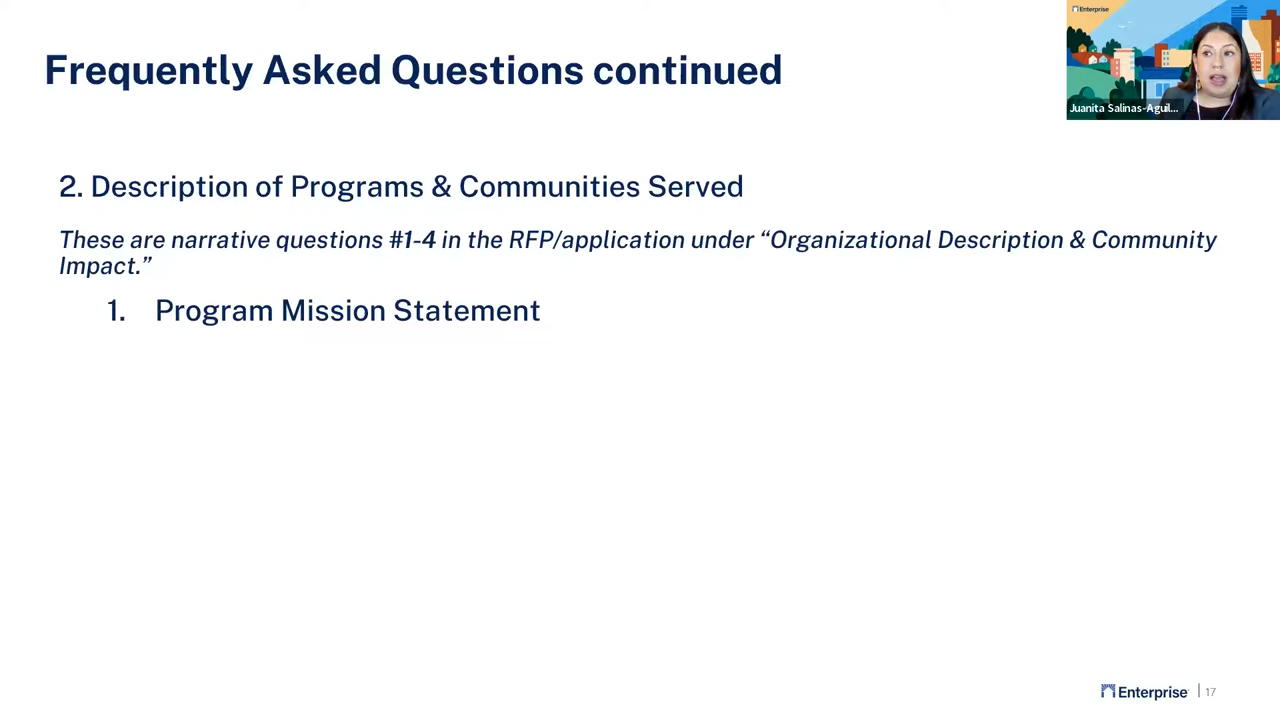 Frequently Asked Questions continued
Enterprise
Juanita Salinas-Aguil...
2. Description of Programs & Communities Served
These are narrative questions #1-4 in the RFP/application under “Organizational Description & Community
Impact.”
1. Program Mission Statement
Enterprise | 17